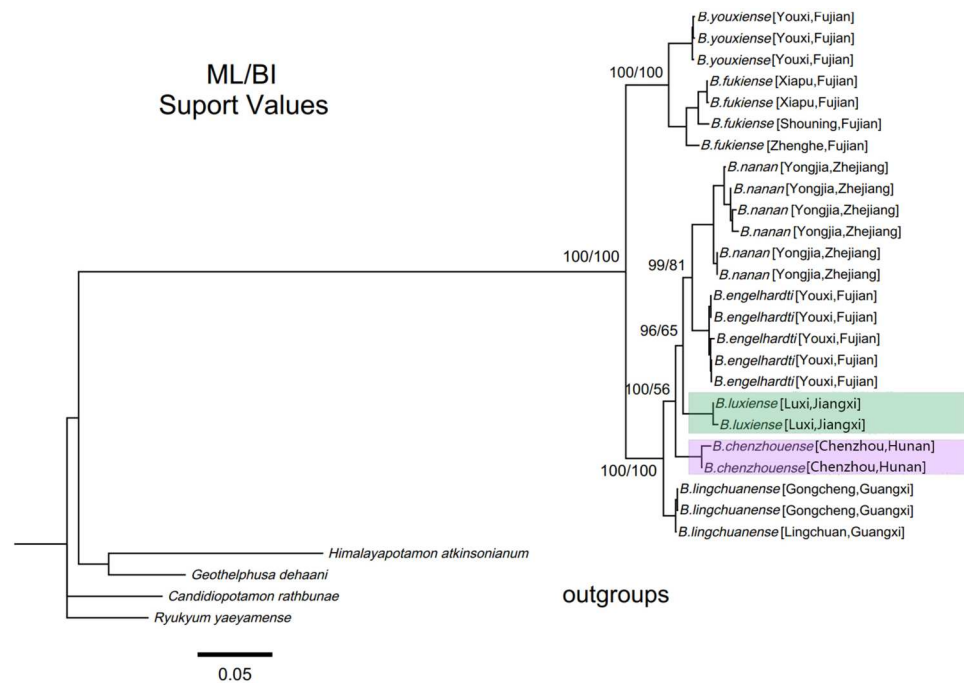 ML/BI
Suport Values
B.youxiense [Youxi,Fujian]
B.youxiense [Youxi,Fujian]
B.youxiense [Youxi,Fujian]
100/100
B.fukiense [Xiapu,Fujian]
B.fukiense [Xiapu,Fujian]
B.fukiense [Shouning,Fujian]
B.fukiense [Zhenghe,Fujian]
B.nanan [Yongjia,Zhejiang]
B.nanan [Yongjia,Zhejiang]
B.nanan [Yongjia,Zhejiang]
B.nanan [Yongjia,Zhejiang]
100/100
B.nanan [Yongjia,Zhejiang]
99/81
B.nanan [Yongjia,Zhejiang]
B.engelhardti [Youxi,Fujian]
B.engelhardti [Youxi,Fujian]
96/65
B.engelhardti [Youxi,Fujian]
B.engelhardti [Youxi,Fujian]
B.engelhardti [Youxi,Fujian]
100/56
B.luxiense [Luxi,Jiangxi]
B.luxiense [Luxi,Jiangxi]
B.chenzhouense [Chenzhou,Hunan]
B.chenzhouense [Chenzhou,Hunan]
100/100
B.lingchuanense [Gongcheng,Guangxi]
B.lingchuanense [Gongcheng,Guangxi]
B.lingchuanense [Lingchuan,Guangxi]
Himalayapotamon atkinsonianum
Geothelphusa dehaani
Candidiopotamon rathbunae
outgroups
Ryukyum yaeyamense
0.05